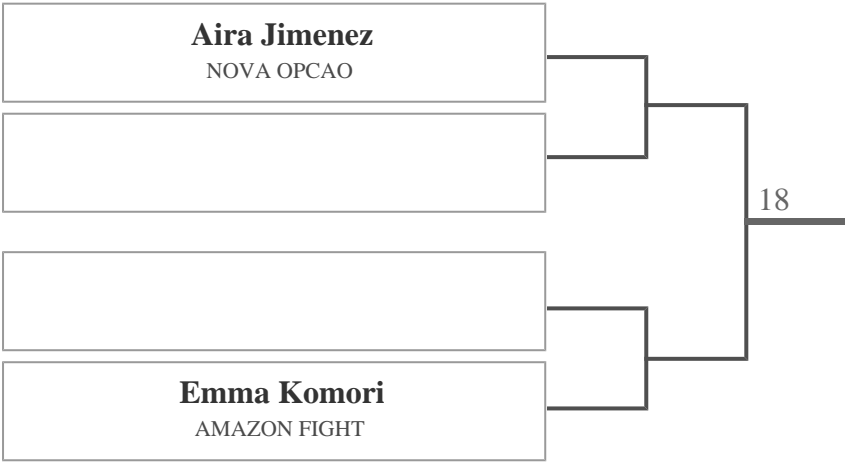 Aira Jimenez
NOVA OPCAO
18
Emma Komori
AMAZON FIGHT